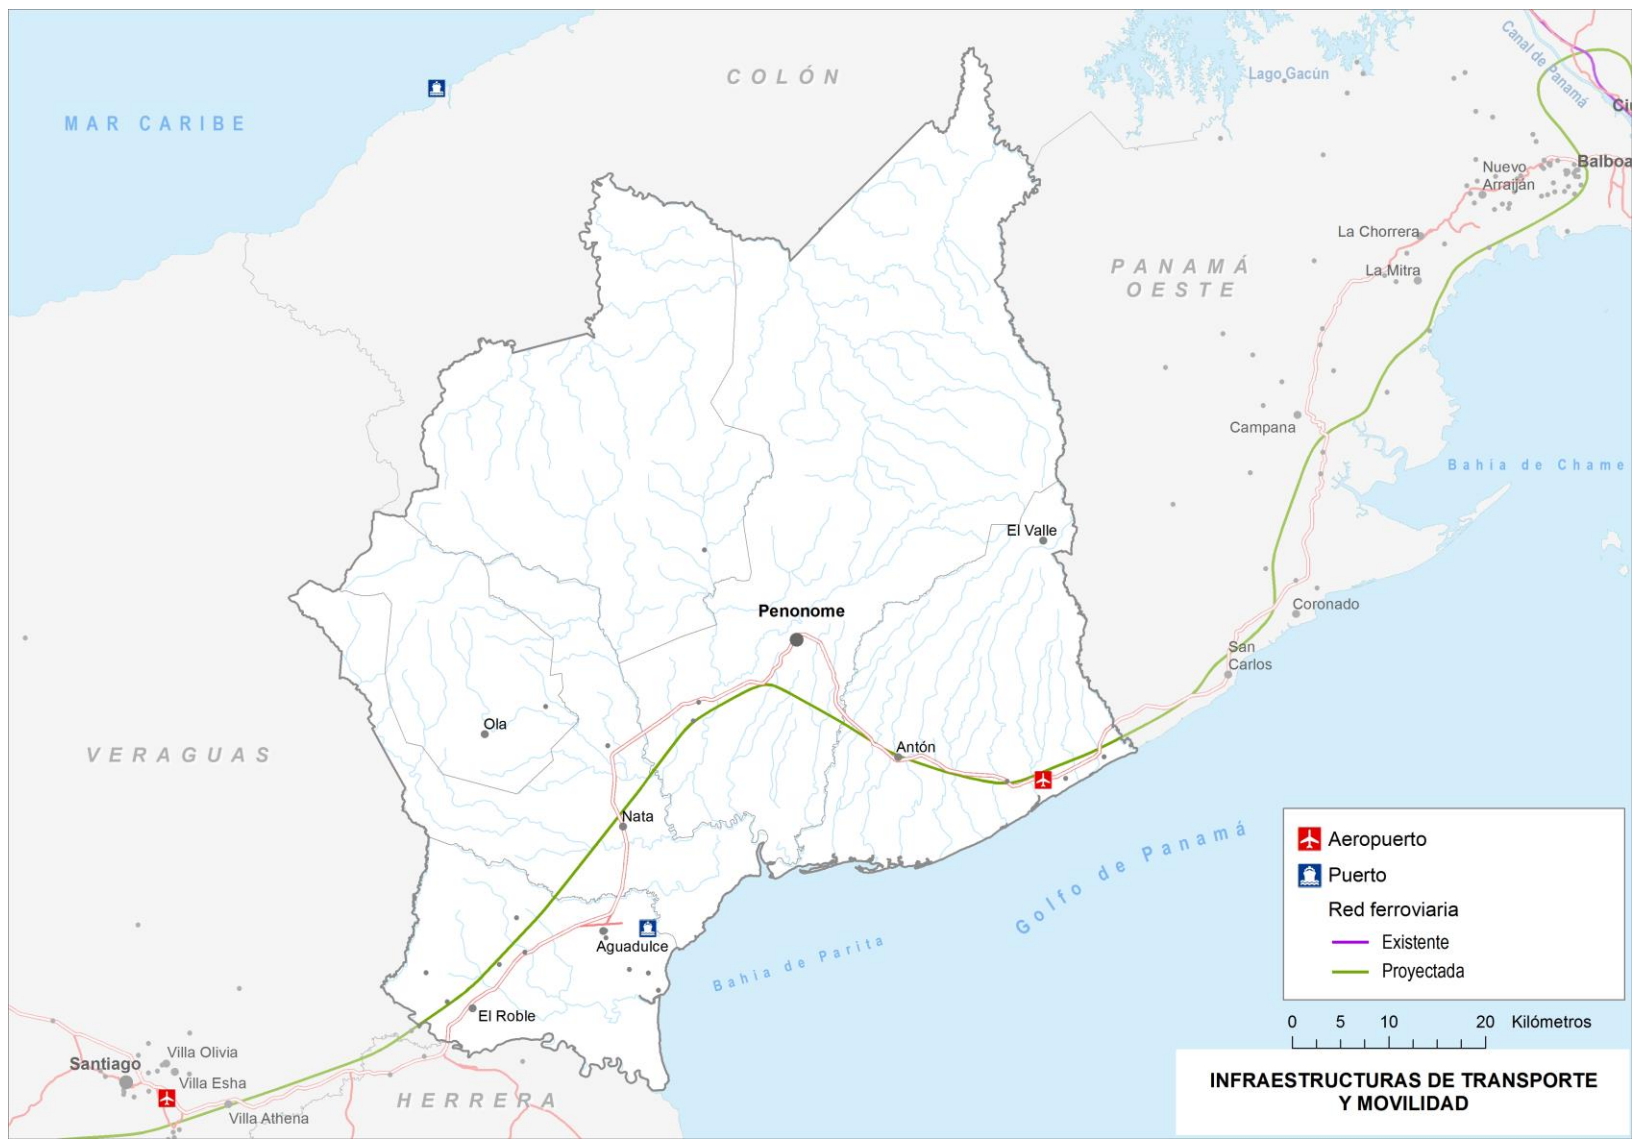 COLÓN
Lago Gacún
Canal de Panamá
MAR CARIBE
Ciu
Balboa
Nuevo
Arraiján
La Chorrera
La Mitra
PANAMÁ
OESTE
Campana
Bahia de Chame
El Valle
Coronado
Penonome
San
Carlos
Ola
Antón
VERAGUAS
Nata
Golfo de Panamá
Aguadulce
Bahia de Parita
El Roble
Villa Olivia
Santiago
Villa Esha
Villa Athena
HERRERA
Aeropuerto
Puerto
Red ferroviaria
Existente
Proyectada
0 5 10 20 Kilómetros
INFRAESTRUCTURAS DE TRANSPORTE
Y MOVILIDAD